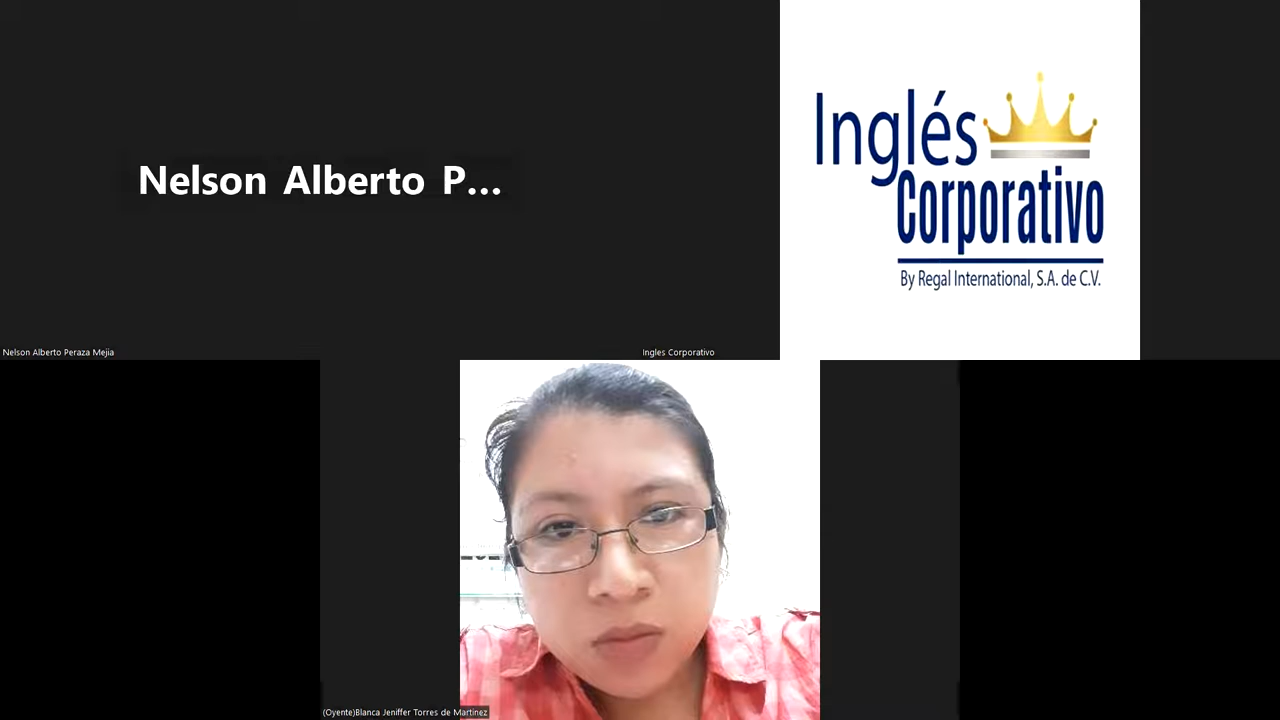 Nelson Alberto P...
Inglés
Corporativo
By Regal International, S.A. de C.V.
Nelson Alberto Peraza Mejia
Ingles Corporativo
(Oyente)Blanca Jeniffer Torres de Martinez